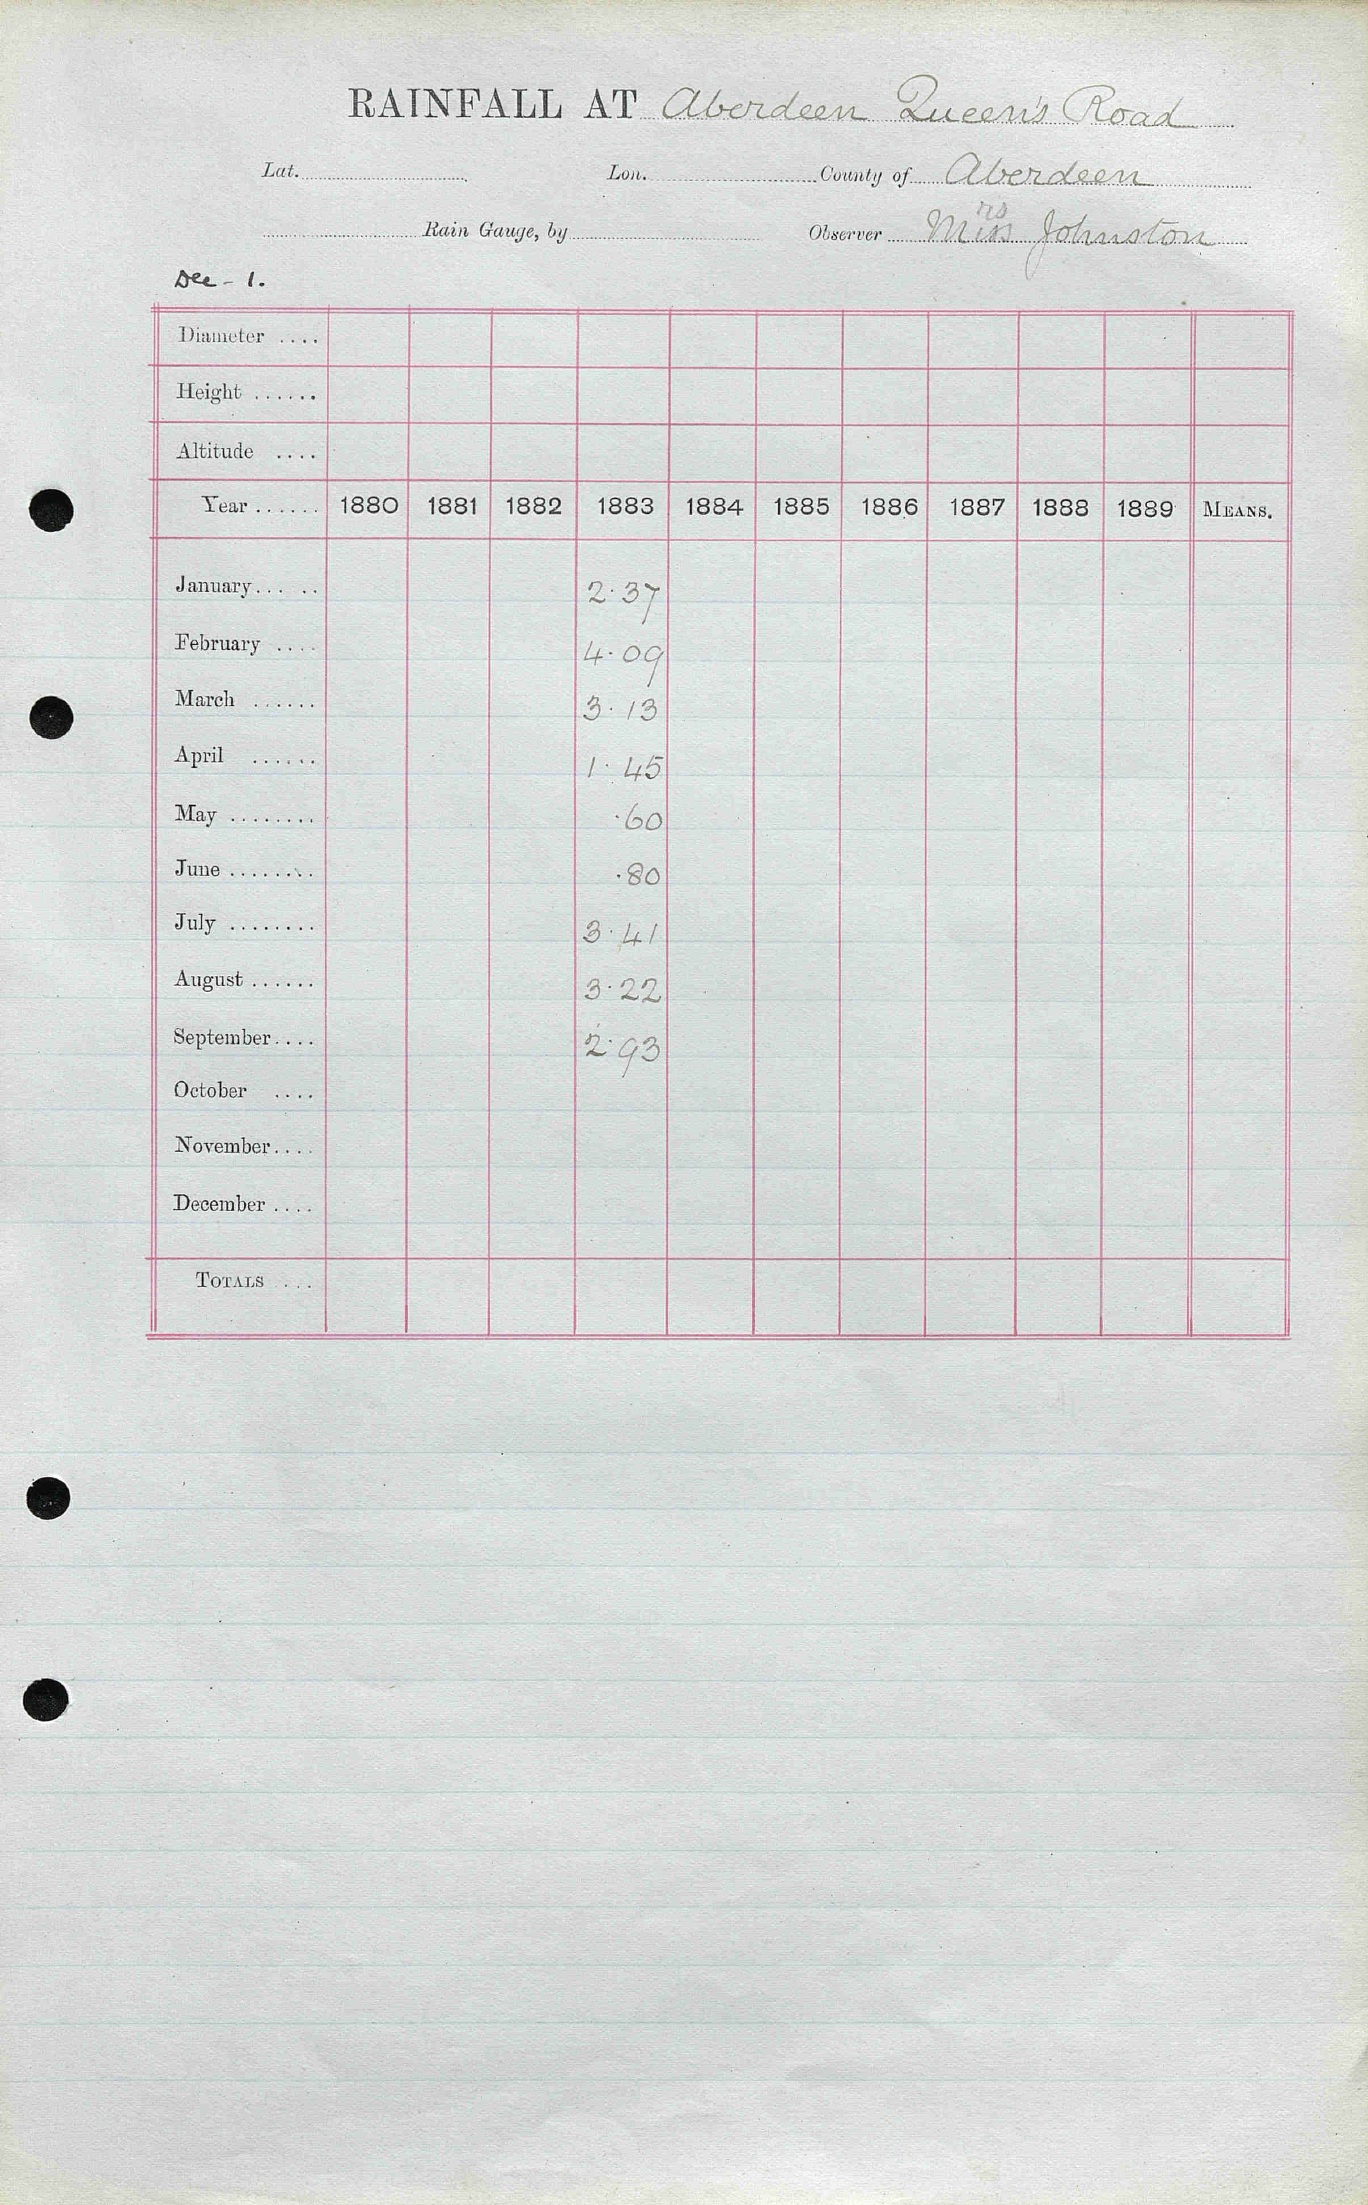 RAINFALL AT Aberdeen Queen's Road
Lat. Lon. County of Aberdeen
Rain Gauge, by Observer Miss rs Johnston
Dec - 1.
Diameter ....
Height ......
Altitude ....
Year ...... 1880 1881 1882 1883 1884 1885 1886 1887 1888 1889 MEANS.
January... .. 2.37
February .... 4.09
March ...... 3.13
April ...... 1.45
May ........ .60
June ........ .80
July ........ 3.41
August ...... 3.22
September.... 2.93
October ....
November....
December ....
TOTALS ...